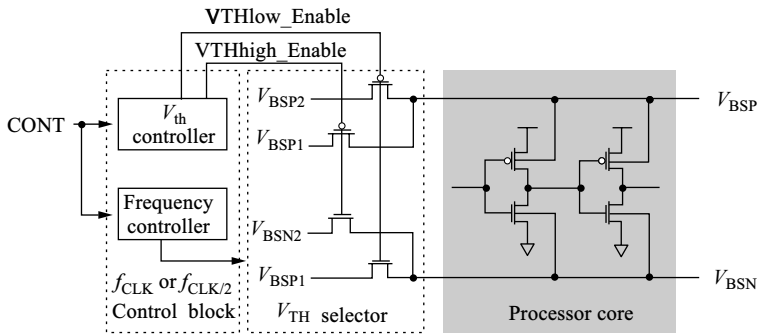 VTHlow_Enable
VTHhigh_Enable
CONT
Vth
controller
Frequency
controller
fCLK or fCLK/2
Control block
VBSP2
VBSP1
VBSN2
VBSP1
VTH selector
Processor core
VBSP
VBSN